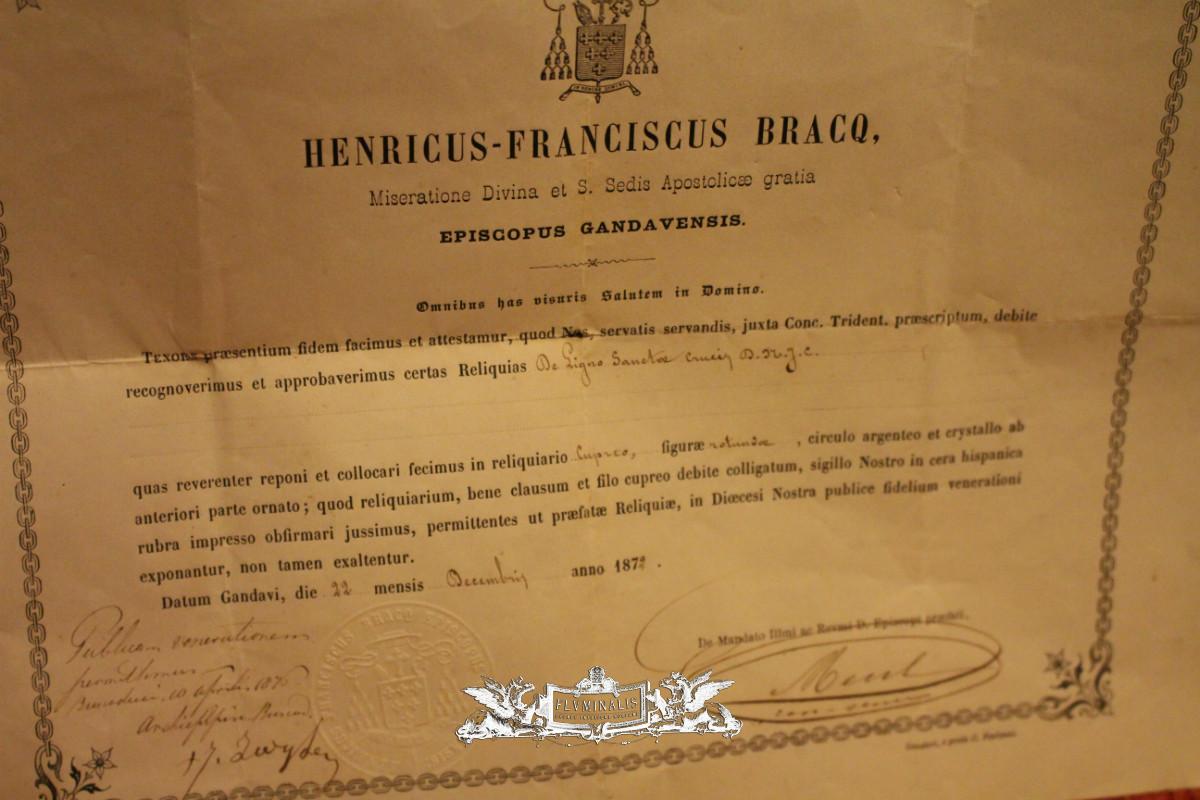 HENRICUS-FRANCISCUS BRACQ,
Miseratione Divina et S. Sedis Apostolicæ gratia
EPISCOPUS GANDAVENSIS.
Omnibus has visuris Salutem in Domino.
TENORE præsentium fidem facimus et attestamur, quod Nos, servatis servandis, juxta Conc. Trident. præscriptum, debite
recognoverimus et approbaverimus certas Reliquias De Ligno Sanctæ Crucis D.N.J.C.
quas reverenter reponi et collocari fecimus in reliquiario cupreo, figuræ rotundæ , circulo argenteo et crystallo ab
anteriori parte ornato; quod reliquiarium, bene clausum et filo cupreo debite colligatum, sigillo Nostro in cera hispanica
rubra impresso obfirmari jussimus, permittentes ut præfatæ Reliquiæ, in Diœcesi Nostra publice fidelium venerationi
exponantur, non tamen exaltentur.
Datum Gandavi, die 22 mensis Decembris anno 187 .
De Mandato Illmi ac Revmi D. Episcopi præfati.
Publicam venerationem
permittimus
10 Aprilis
FLVMINALIS